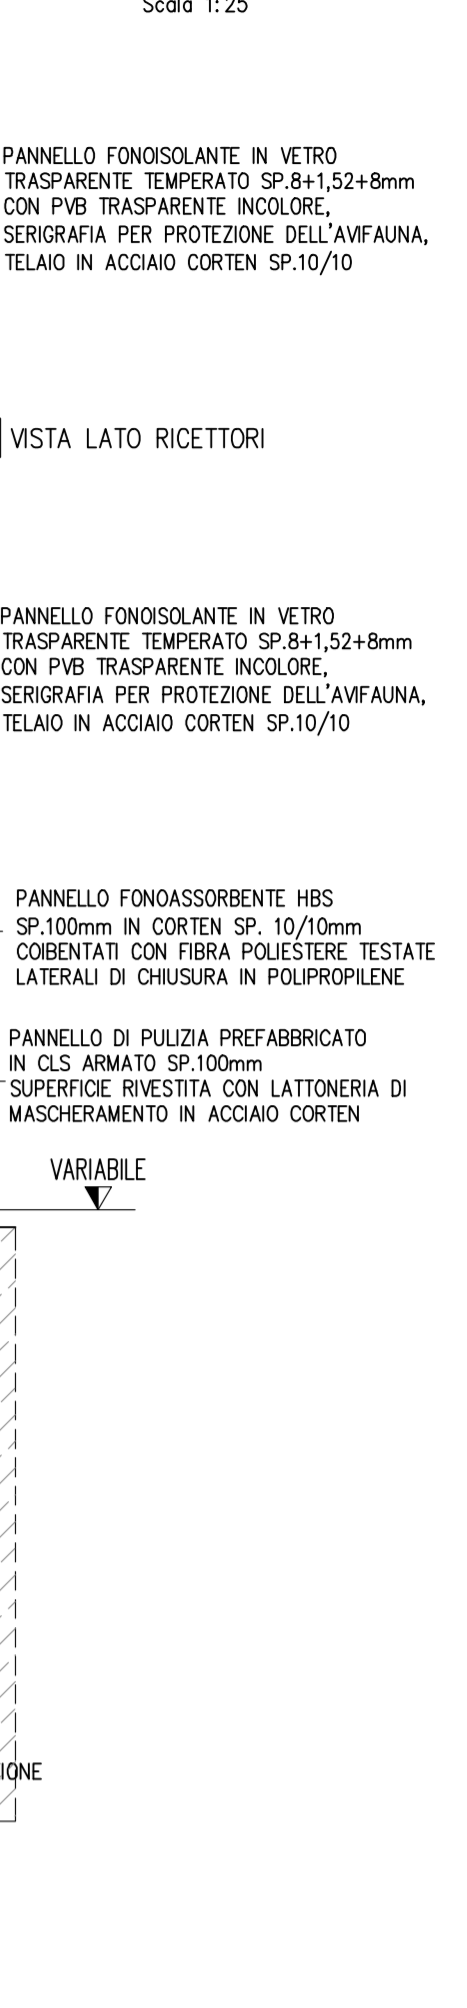 Scala 1:25
PANNELLO FONOISOLANTE IN VETRO
TRASPARENTE TEMPERATO SP.8+1,52+8mm
CON PVB TRASPARENTE INCOLORE,
SERIGRAFIA PER PROTEZIONE DELL'AVIFAUNA,
TELAIO IN ACCIAIO CORTEN SP.10/10
VISTA LATO RICETTORI
PANNELLO FONOISOLANTE IN VETRO
TRASPARENTE TEMPERATO SP.8+1,52+8mm
CON PVB TRASPARENTE INCOLORE,
SERIGRAFIA PER PROTEZIONE DELL'AVIFAUNA,
TELAIO IN ACCIAIO CORTEN SP.10/10
PANNELLO FONOASSORBENTE HBS
SP.100mm IN CORTEN SP. 10/10mm
COIBENTATI CON FIBRA POLIESTERE TESTATE
LATERALI DI CHIUSURA IN POLIPROPILENE
PANNELLO DI PULIZIA PREFABBRICATO
IN CLS ARMATO SP.100mm
SUPERFICIE RIVESTITA CON LATTONERIA DI
MASCHERAMENTO IN ACCIAIO CORTEN
VARIABILE